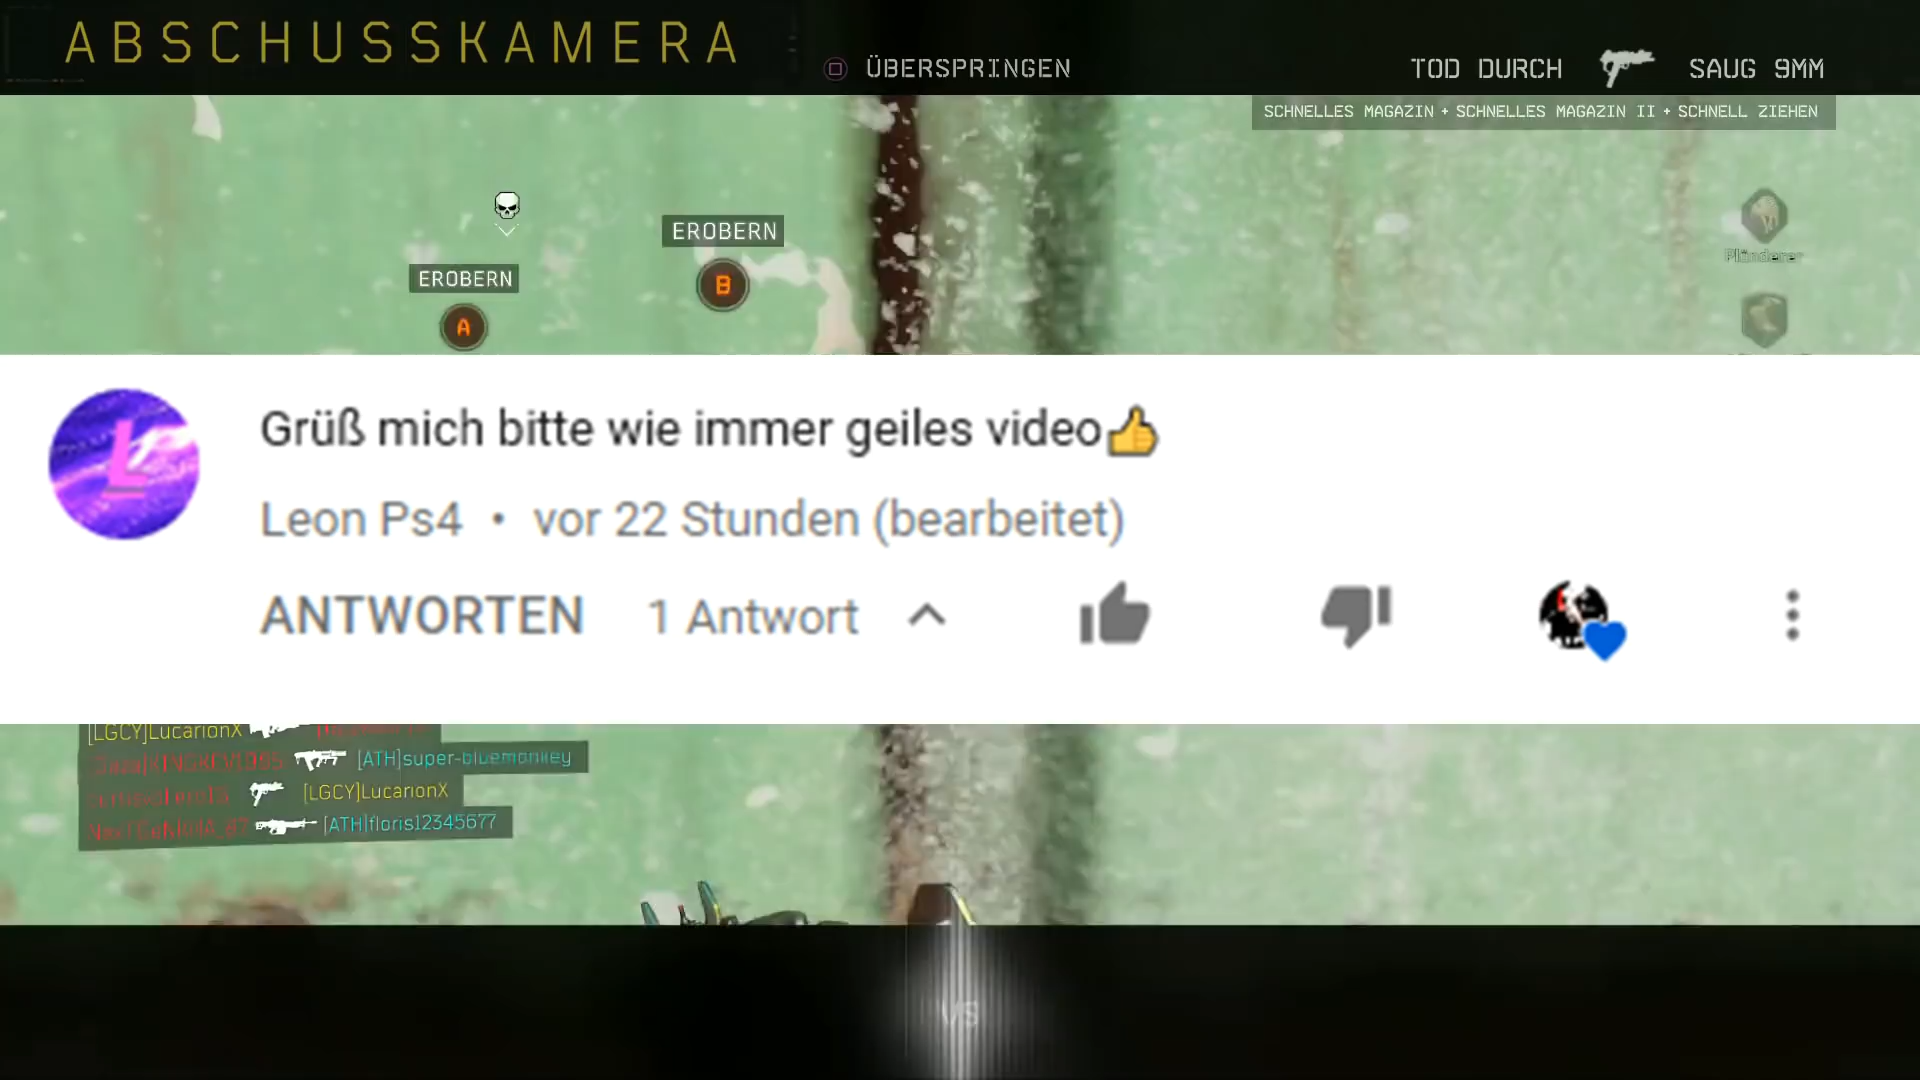 ABSCHUSSKAMERA
ÜBERSPRINGEN
TOD DURCH SAUG 9MM
SCHNELLES MAGAZIN + SCHNELLES MAGAZIN II + SCHNELL ZIEHEN
EROBERN
B
EROBERN
A
Plünderer
L
Grüß mich bitte wie immer geiles video👍
Leon Ps4 • vor 22 Stunden (bearbeitet)
ANTWORTEN 1 Antwort
[LGCY]LucarionX
[ATH]super-bluemonkey
[LGCY]LucarionX
[ATH]floris12345677
VS